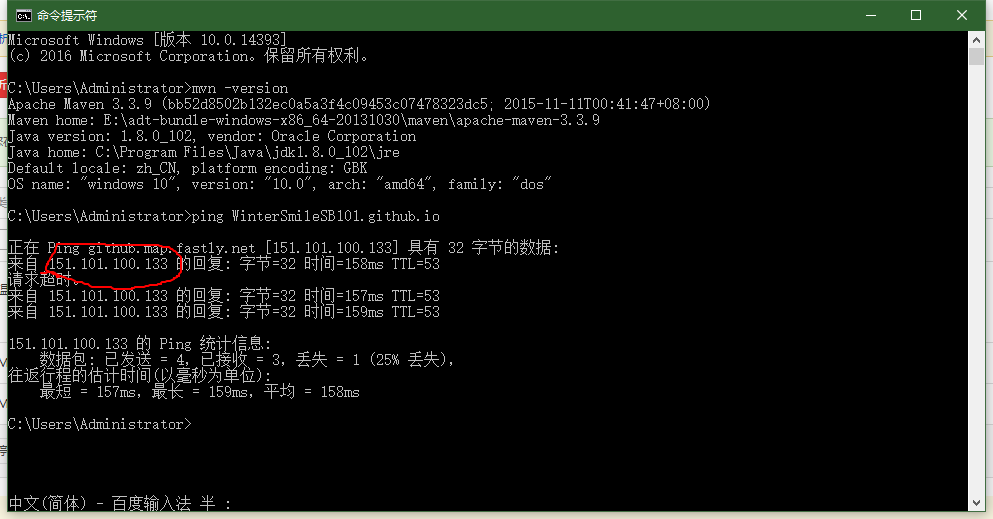 命令提示符
Microsoft Windows [版本 10.0.14393]
(c) 2016 Microsoft Corporation。保留所有权利。
C:\Users\Administrator>mvn -version
Apache Maven 3.3.9 (bb52d8502b132ec0a5a3f4c09453c07478323dc5; 2015-11-11T00:41:47+08:00)
Maven home: E:\adt-bundle-windows-x86_64-20131030\maven\apache-maven-3.3.9
Java version: 1.8.0_102, vendor: Oracle Corporation
Java home: C:\Program Files\Java\jdk1.8.0_102\jre
Default locale: zh_CN, platform encoding: GBK
OS name: "windows 10", version: "10.0", arch: "amd64", family: "dos"
C:\Users\Administrator>ping WinterSmileSB101.github.io
正在 Ping github.map.fastly.net [151.101.100.133] 具有 32 字节的数据:
来自 151.101.100.133 的回复: 字节=32 时间=158ms TTL=53
请求超时。
来自 151.101.100.133 的回复: 字节=32 时间=157ms TTL=53
来自 151.101.100.133 的回复: 字节=32 时间=159ms TTL=53
151.101.100.133 的 Ping 统计信息:
数据包: 已发送 = 4，已接收 = 3，丢失 = 1 (25% 丢失)，
往返行程的估计时间(以毫秒为单位):
最短 = 157ms，最长 = 159ms，平均 = 158ms
C:\Users\Administrator>
中文(简体) - 百度输入法 半 :